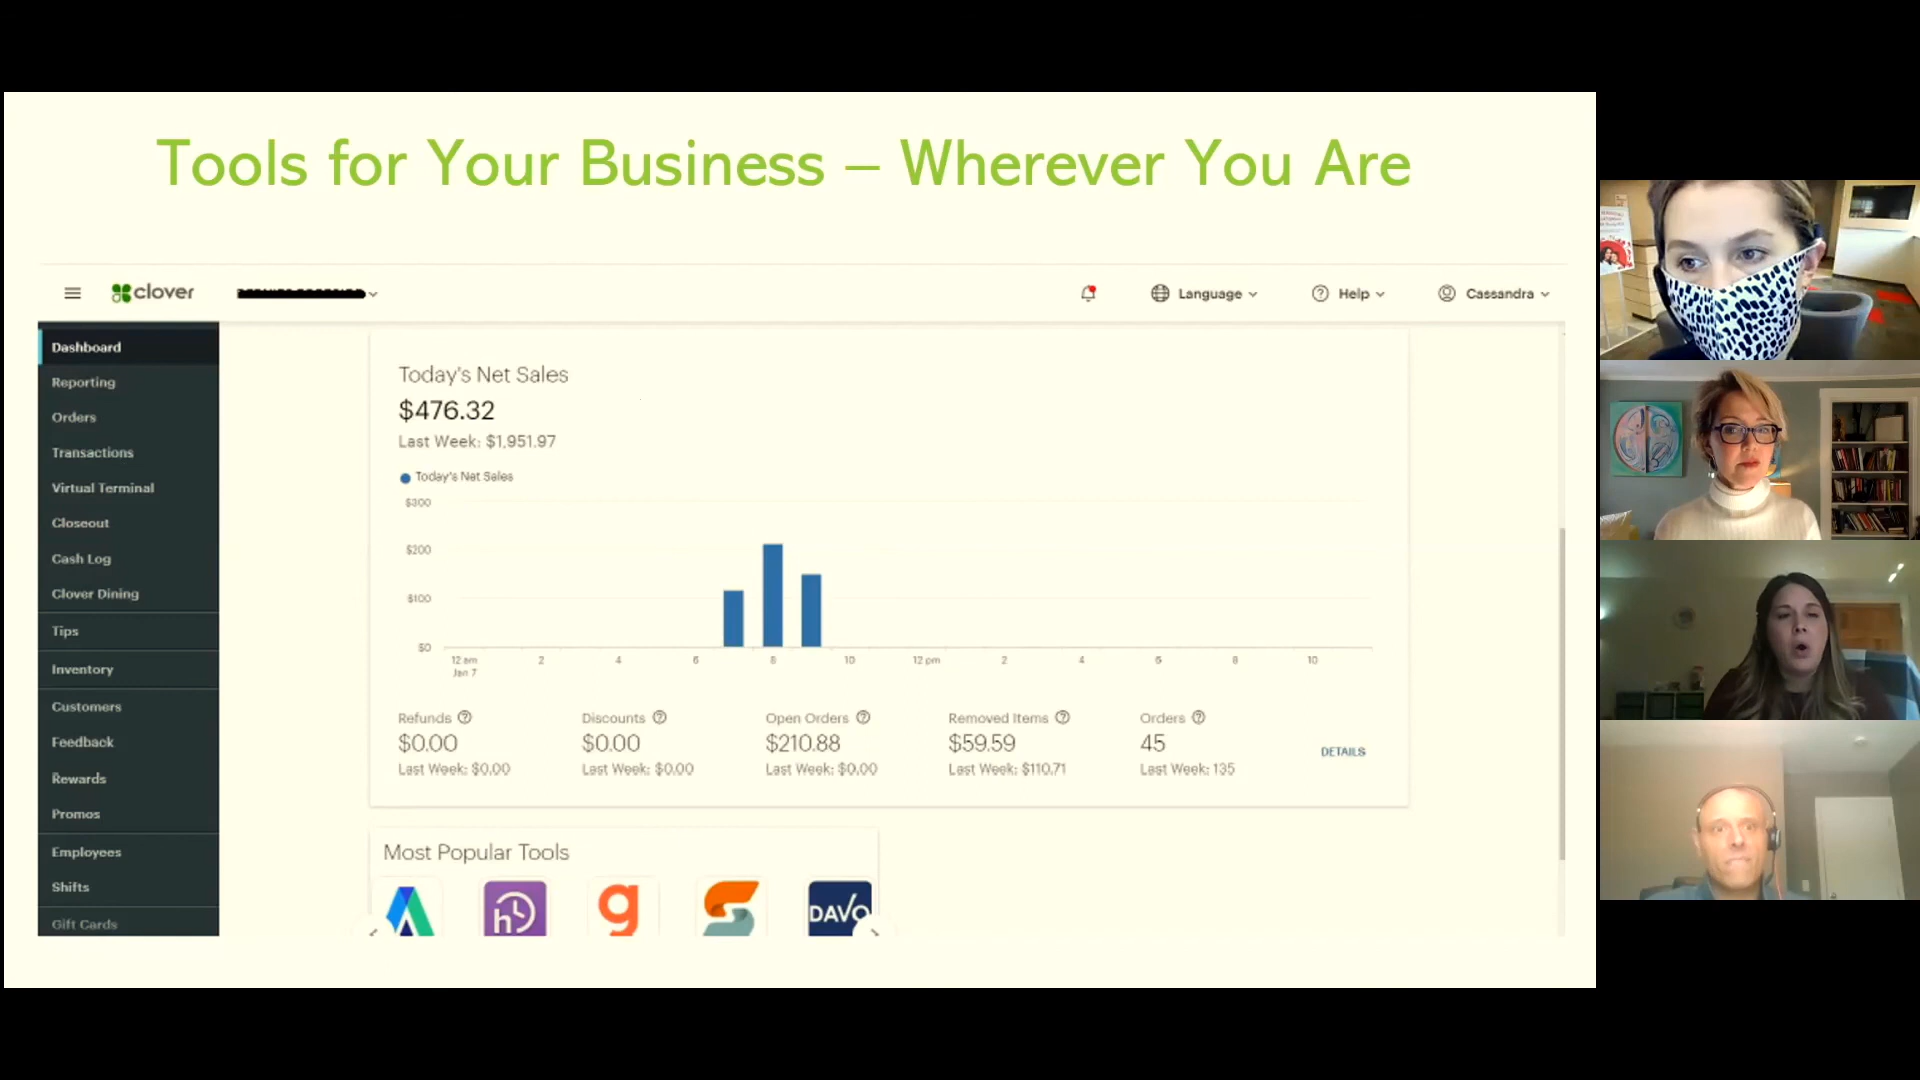 Tools for Your Business – Wherever You Are
clover
Language
Help
Cassandra
Dashboard
Reporting
Orders
Transactions
Virtual Terminal
Closeout
Cash Log
Clover Dining
Tips
Inventory
Customers
Feedback
Rewards
Promos
Employees
Shifts
Gift Cards
Today's Net Sales
$476.32
Last Week: $1,951.97
Today's Net Sales
$300
$200
$100
$0
12 am 2 4 6 8 10 12 pm 2 4 6 8 10
Jan 7
Refunds Discounts Open Orders Removed Items Orders
$0.00 $0.00 $210.88 $59.59 45
DETAILS
Last Week: $0.00 Last Week: $0.00 Last Week: $0.00 Last Week: $110.71 Last Week: 135
Most Popular Tools
h
g
DAVO